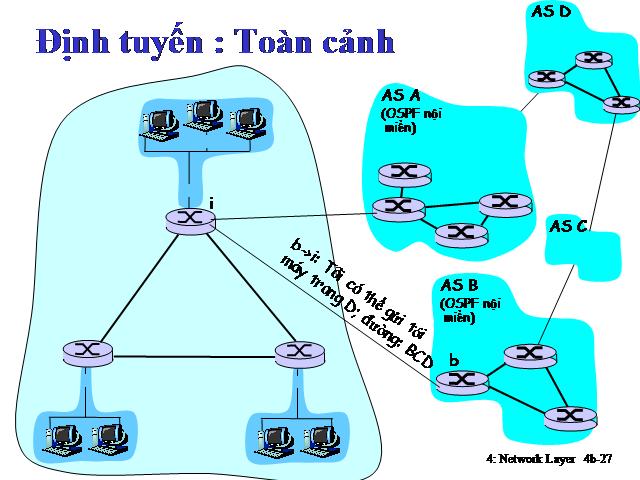 Định tuyến : Toàn cảnh
AS D
AS A
(OSPF nội
miền)
i
AS C
b->i: Tôi có thể gửi tới
máy trong D; đường: BCD
AS B
(OSPF nội
miền)
b
4: Network Layer 4b-27